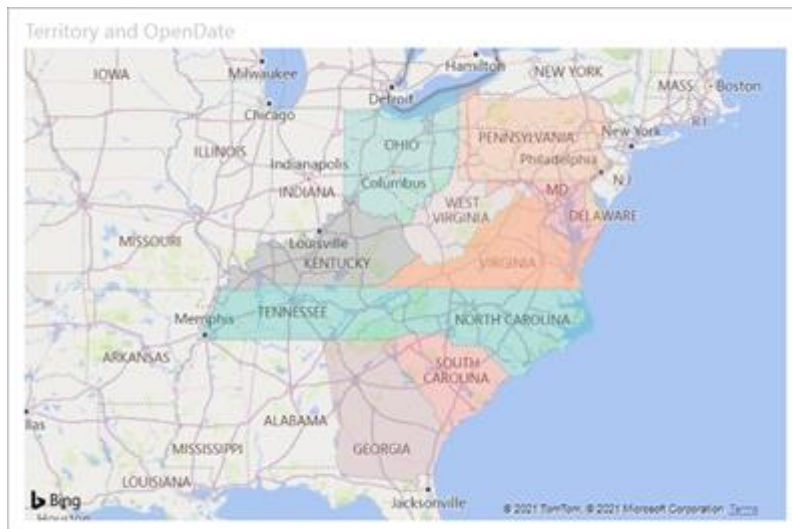 Territory and OpenDate
IOWA
Milwaukee
Hamilton
NEW YORK
Detroit
MASS
Boston
Chicago
R I
ILLINOIS
OHIO
PENNSYLVANIA
New York
Indianapolis
Philadelphia
Columbus
N J
INDIANA
MD
WEST
VIRGINIA
DELAWARE
MISSOURI
Louisville
KENTUCKY
VIRGINIA
Memphis
TENNESSEE
NORTH CAROLINA
ARKANSAS
SOUTH
CAROLINA
llas
ALABAMA
MISSISSIPPI
GEORGIA
LOUISIANA
Bing
Jacksonville
© 2021 TomTom, © 2021 Microsoft Corporation Terms
Houston